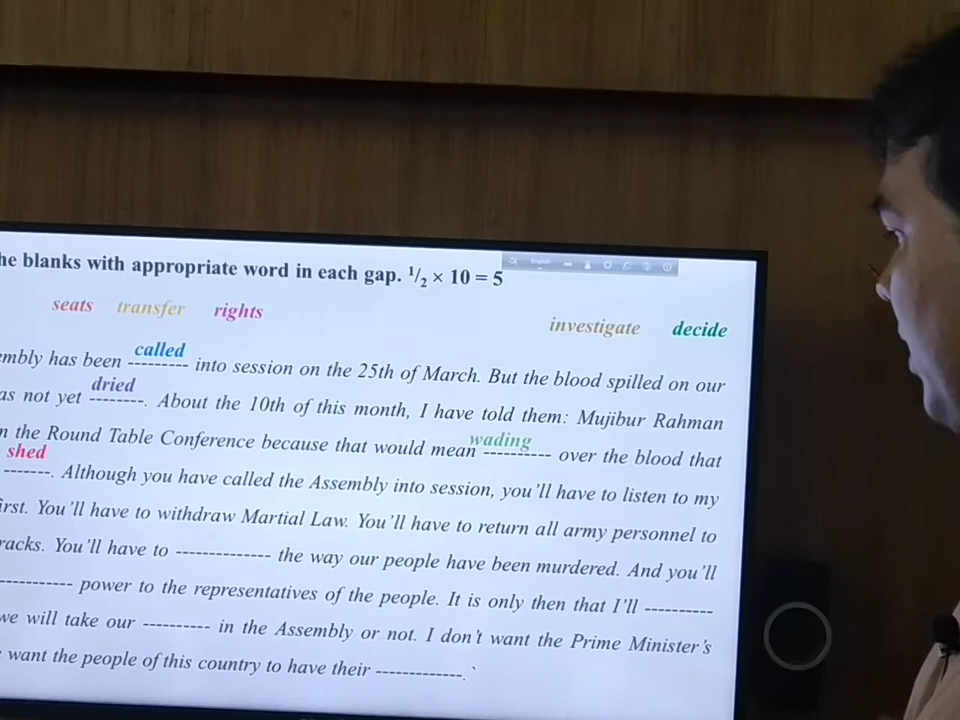 he blanks with appropriate word in each gap. 1/2 × 10 = 5
seats transfer rights investigate decide
embly has been called into session on the 25th of March. But the blood spilled on our
as not yet dried. About the 10th of this month, I have told them: Mujibur Rahman
n the Round Table Conference because that would mean wading over the blood that
shed. Although you have called the Assembly into session, you'll have to listen to my
irst. You'll have to withdraw Martial Law. You'll have to return all army personnel to
racks. You'll have to -------------- the way our people have been murdered. And you'll
----------- power to the representatives of the people. It is only then that I'll ----------
we will take our ---------- in the Assembly or not. I don't want the Prime Minister's
want the people of this country to have their -------------.`